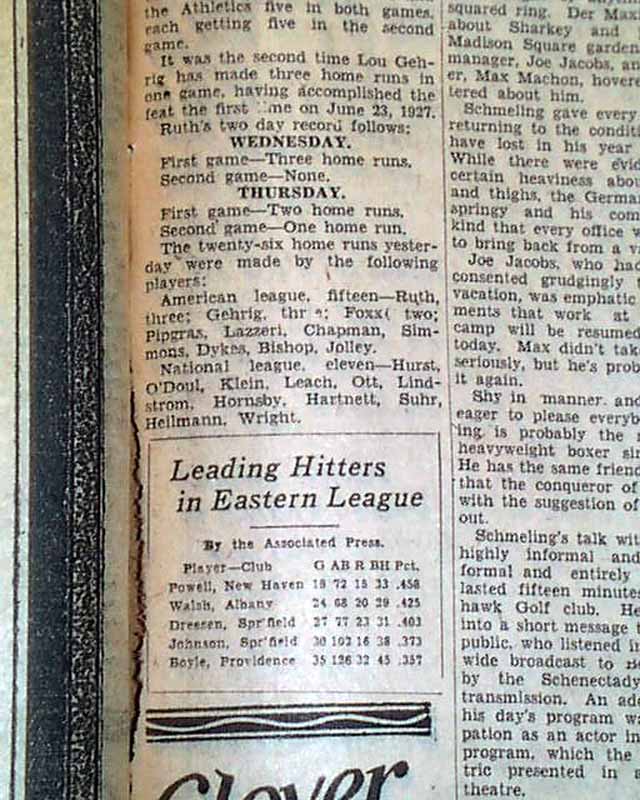 the Athletics five in both games,
each getting five in the second
game.
It was the second time Lou Geh-
rig has made three home runs in
one game, having accomplished the
feat the first me on June 23, 1927.
Ruth's two day record follows:
WEDNESDAY.
First game—Three home runs.
Second game—None.
THURSDAY.
First game—Two home runs.
Second game—One home run.
The twenty-six home runs yester-
day were made by the following
players:
American league, fifteen—Ruth,
three; Gehrig, thr e; Foxx, two;
Pipgras, Lazzeri, Chapman, Sim-
mons, Dykes, Bishop, Jolley.
National league, eleven—Hurst,
O'Doul, Klein, Leach, Ott, Lind-
strom, Hornsby, Hartnett, Suhr,
Heilmann, Wright.
Leading Hitters
in Eastern League
By the Associated Press.
Player—Club G AB R BH Pct.
Powell, New Haven 18 72 15 33 .458
Walsh, Albany 24 68 20 29 .425
Dressen, Spr'field 27 77 23 31 .403
Johnson, Spr'field 30 102 16 38 .373
Boyle, Providence 35 126 32 45 .357
Clover
squared ring. Der Max
about Sharkey and
Madison Square garden
manager, Joe Jacobs, an
er, Max Machon, hovere
tered about him.
Schmeling gave every
returning to the conditi
have lost in his year
While there were evid
certain heaviness abou
and thighs, the German
springy and his com
kind that every office w
to bring back from a va
Joe Jacobs, who had
consented grudgingly t
vacation, was emphatic
ments that work at
camp will be resumed
today. Max didn't tak
seriously, but he's prob
it again.
Shy in manner and
eager to please everyb
ing is probably the
heavyweight boxer sin
He has the same friend
that the conqueror of
with the suggestion of
out.
Schmeling's talk wit
highly informal and
formal and entirely
lasted fifteen minutes
hawk Golf club. He
into a short message t
public, who listened in
wide broadcast to
by the Schenectady
transmission. An ad
his day's program wa
pation as an actor in
program, which the
tric presented in a
theatre.